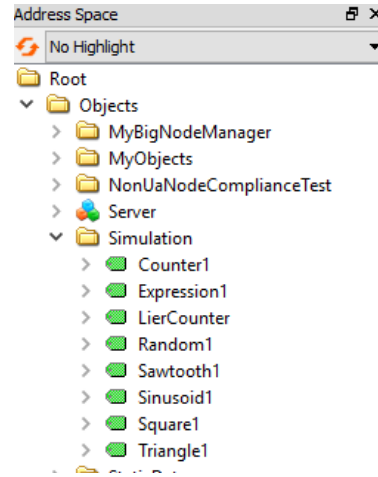 Address Space
No Highlight
Root
Objects
MyBigNodeManager
MyObjects
NonUaNodeComplianceTest
Server
Simulation
Counter1
Expression1
LierCounter
Random1
Sawtooth1
Sinusoid1
Square1
Triangle1